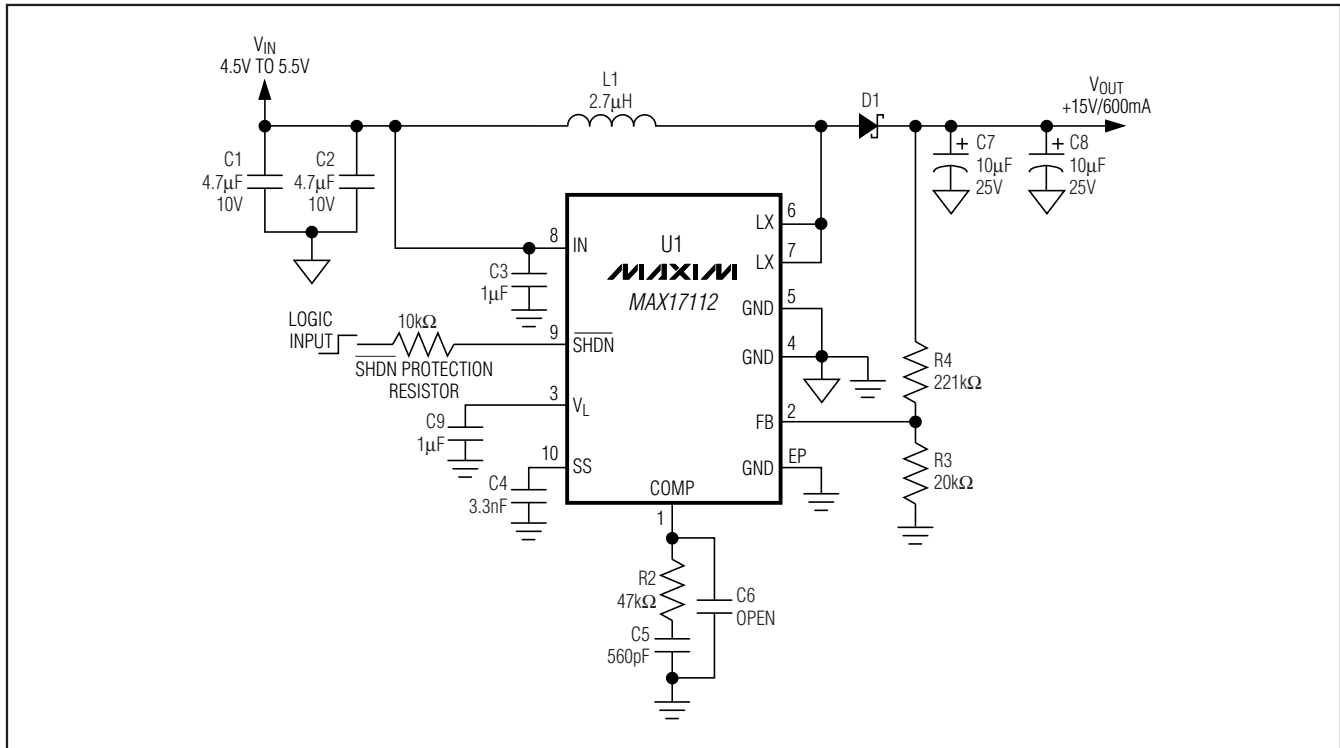 VIN
4.5V TO 5.5V
L1
2.7µH
D1
VOUT
+15V/600mA
C1
4.7µF
10V
C2
4.7µF
10V
+ C7
10µF
25V
+ C8
10µF
25V
8 IN
C3
1µF
U1
MAXIM
MAX17112
LX 6
LX 7
GND 5
GND 4
LOGIC
INPUT
10kΩ
9 SHDN
SHDN PROTECTION
RESISTOR
3 VL
C9
1µF
10 SS
C4
3.3nF
FB 2
GND EP
R4
221kΩ
R3
20kΩ
COMP
1
R2
47kΩ
C5
560pF
C6
OPEN